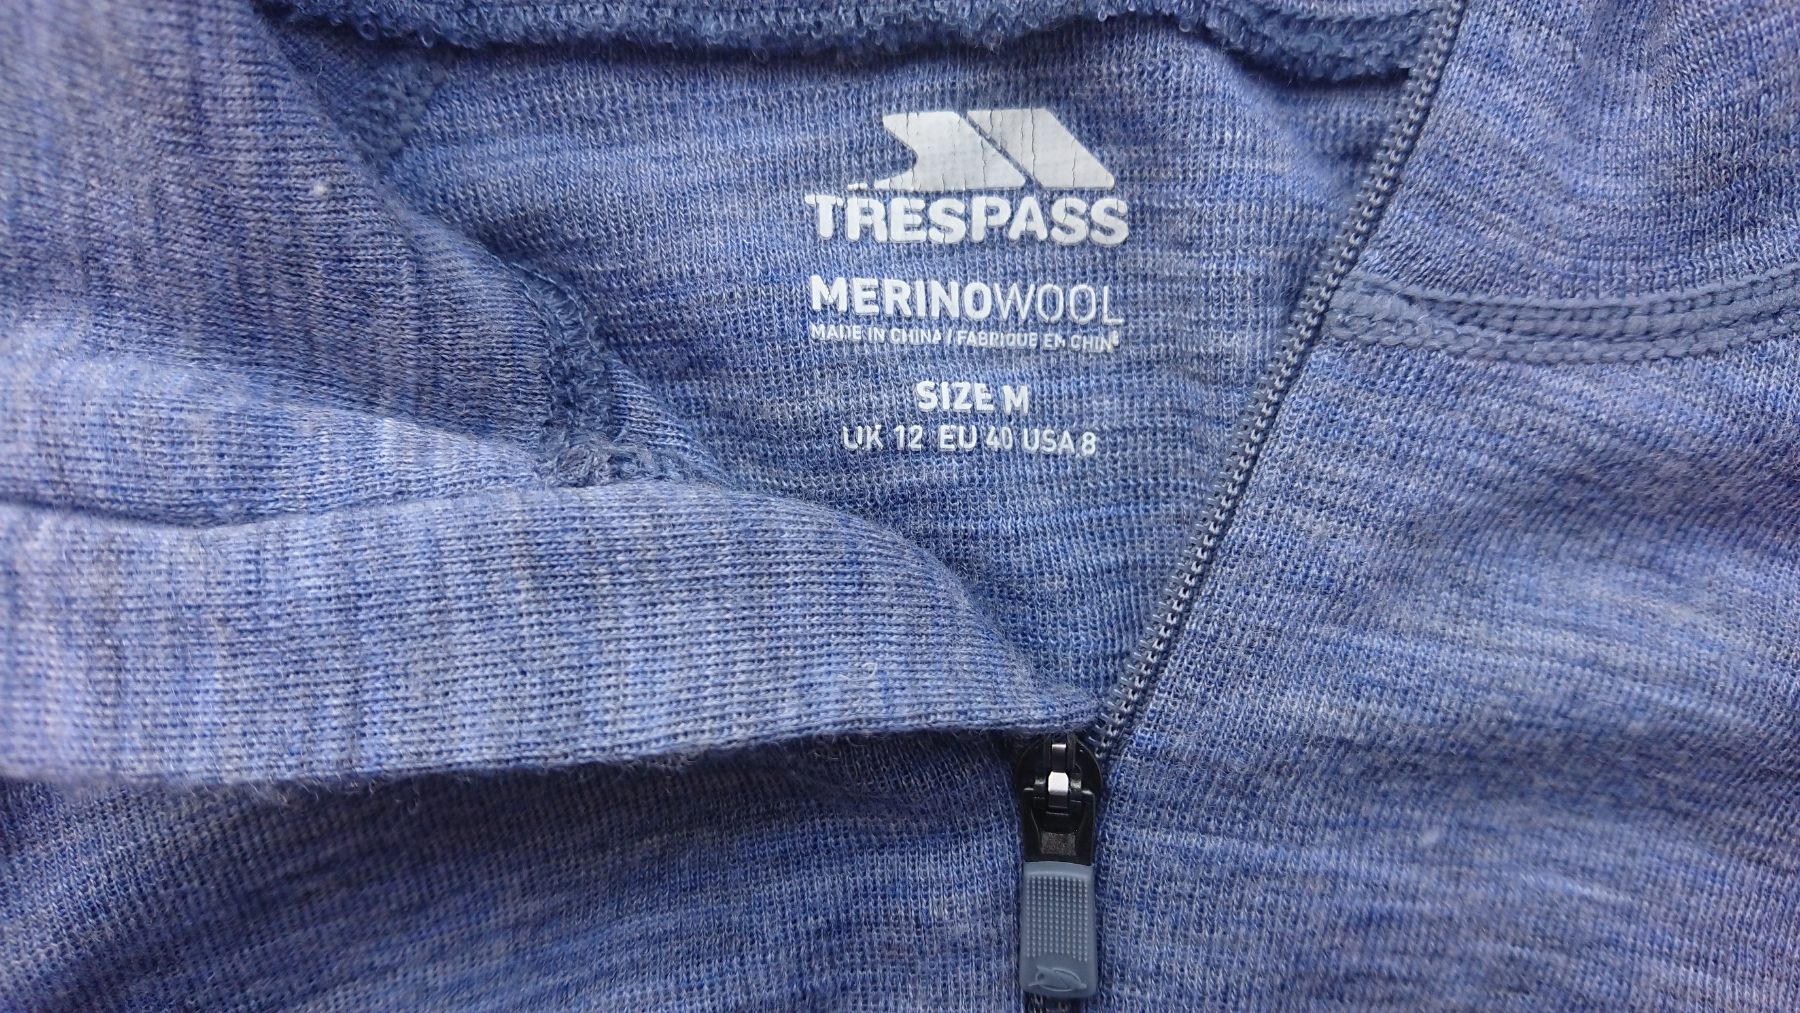 TRESPASS
MERINOWOOL
MADE IN CHINA / FABRIQUE EN CHINE
SIZE M
UK 12 EU 40 USA 8